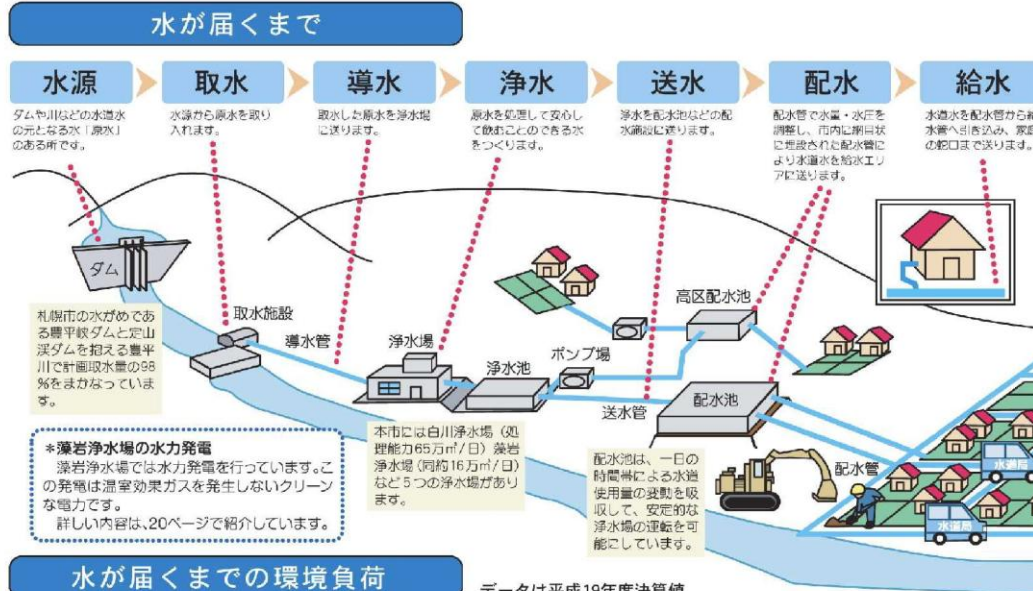 水が届くまで
水源
取水
導水
浄水
送水
配水
給水
ダムや川などの水道水
の元となる水「原水」
のある所です。
水源から原水を取り
入れます。
取水した原水を浄水場
に送ります。
原水を処理して安心し
て飲むことのできる水
をつくります。
浄水を配水池などの配
水施設に送ります。
配水管で水量・水圧を
調整し、市内に網目状
に埋設された配水管に
より水道水を給水エリ
アに送ります。
水道水を配水管から給
水管へ引き込み、家庭
の蛇口まで送ります。
ダム
札幌市の水がめであ
る豊平峡ダムと定山
渓ダムを抱える豊平
川で計画取水量の98
%をまかなっていま
す。
取水施設
導水管
浄水場
浄水池
ポンプ場
高区配水池
送水管
配水池
配水管
水道局
水道局
本市には白川浄水場(処
理能力65万㎥/日)藻岩
浄水場(同約16万㎥/日)
など5つの浄水場があり
ます。
配水池は、一日の
時間帯による水道
使用量の変動を吸
収して、安定的な
浄水場の運転を可
能にしています。
*藻岩浄水場の水力発電
藻岩浄水場では水力発電を行っています。こ
の発電は温室効果ガスを発生しないクリーン
な電力です。
詳しい内容は、20ページで紹介しています。
水が届くまでの環境負荷
データは平成19年度決算値